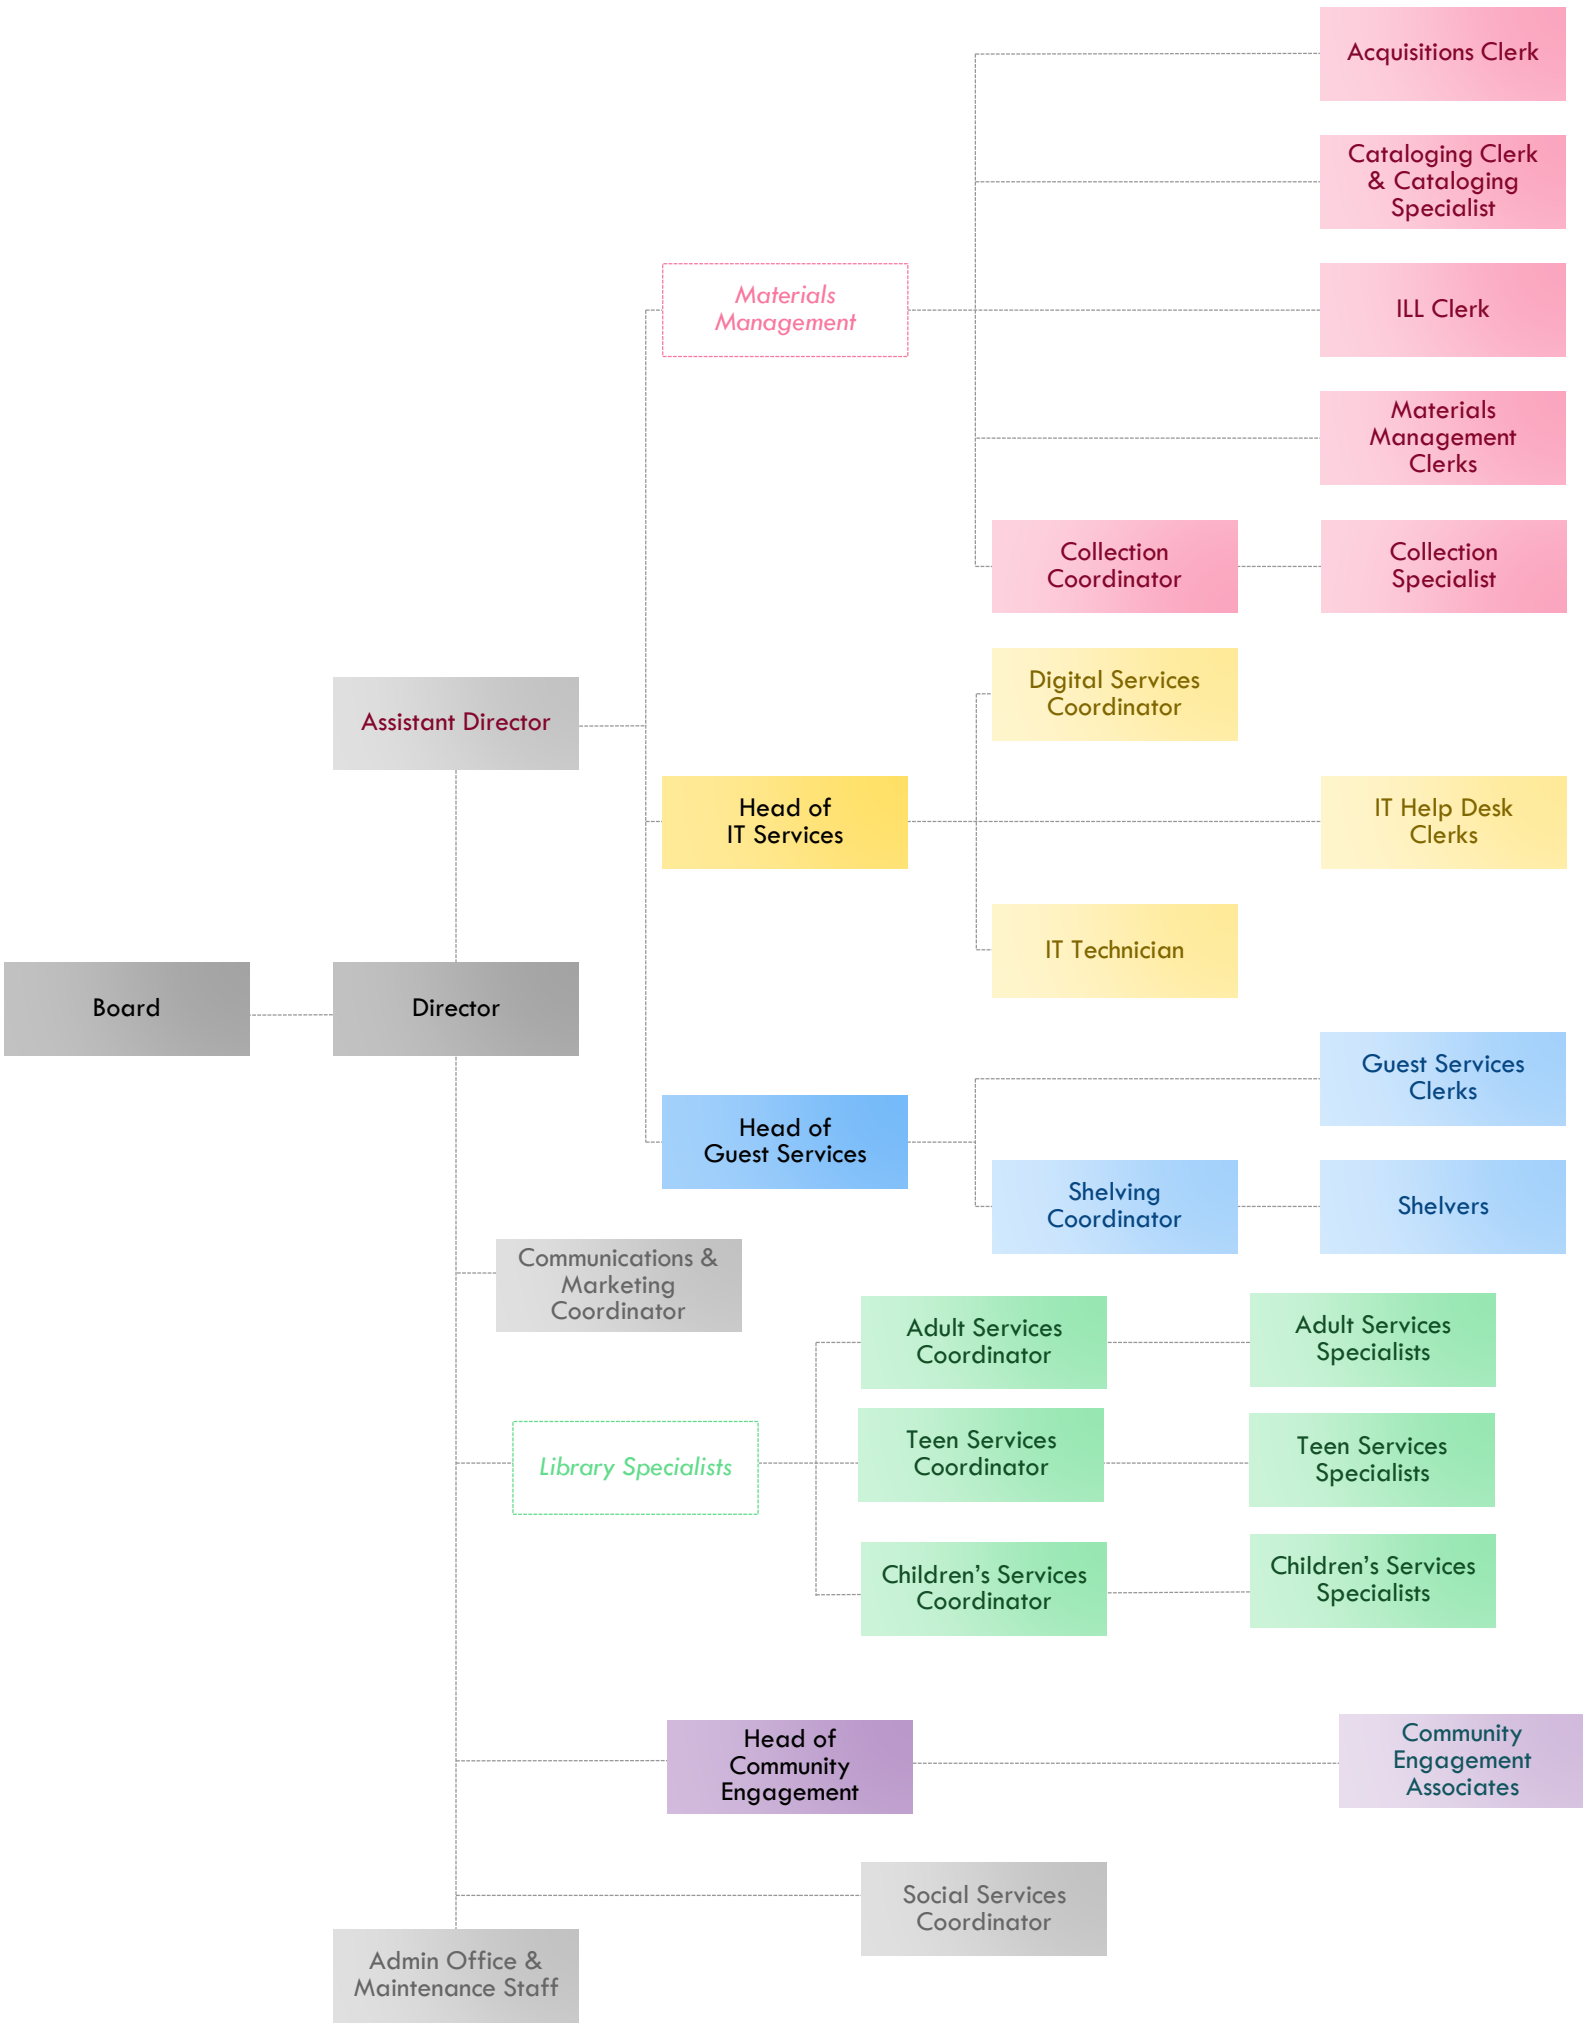 Acquisitions Clerk
Cataloging Clerk
& Cataloging
Specialist
Materials
Management
ILL Clerk
Materials
Management
Clerks
Collection
Coordinator
Collection
Specialist
Digital Services
Coordinator
Assistant Director
Head of
IT Services
IT Help Desk
Clerks
IT Technician
Board
Director
Guest Services
Clerks
Head of
Guest Services
Shelving
Coordinator
Shelvers
Communications &
Marketing
Coordinator
Adult Services
Coordinator
Adult Services
Specialists
Library Specialists
Teen Services
Coordinator
Teen Services
Specialists
Children’s Services
Coordinator
Children’s Services
Specialists
Head of
Community
Engagement
Community
Engagement
Associates
Social Services
Coordinator
Admin Office &
Maintenance Staff